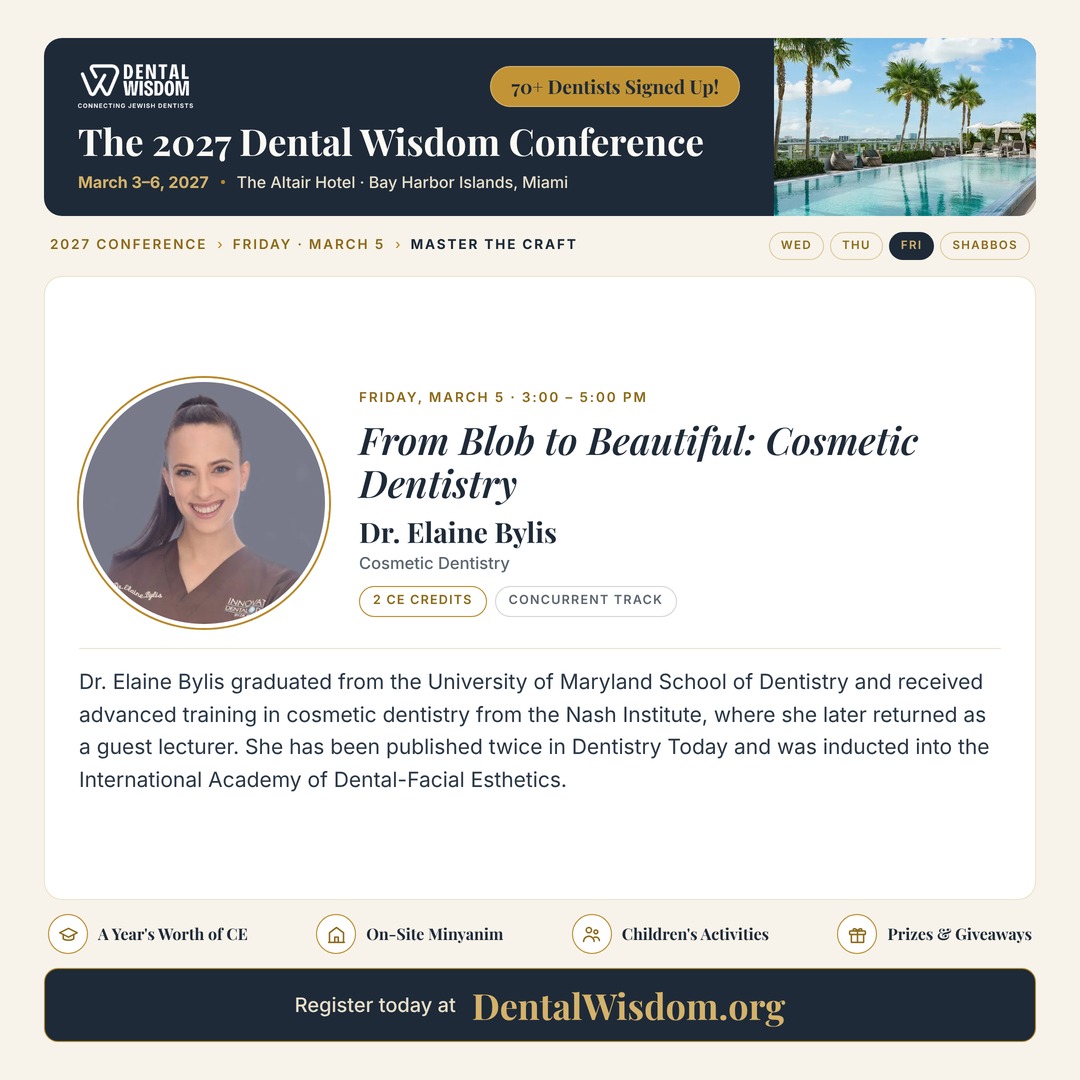 DENTAL
WISDOM
CONNECTING JEWISH DENTISTS
70+ Dentists Signed Up!
The 2027 Dental Wisdom Conference
March 3–6, 2027 • The Altair Hotel · Bay Harbor Islands, Miami
2027 CONFERENCE › FRIDAY · MARCH 5 › MASTER THE CRAFT
WED THU FRI SHABBOS
FRIDAY, MARCH 5 · 3:00 – 5:00 PM
From Blob to Beautiful: Cosmetic
Dentistry
Dr. Elaine Bylis
Cosmetic Dentistry
2 CE CREDITS CONCURRENT TRACK
Dr. Elaine Bylis
INNOVAT
DENTAL
Dr. Elaine Bylis graduated from the University of Maryland School of Dentistry and received
advanced training in cosmetic dentistry from the Nash Institute, where she later returned as
a guest lecturer. She has been published twice in Dentistry Today and was inducted into the
International Academy of Dental-Facial Esthetics.
A Year's Worth of CE
On-Site Minyanim
Children's Activities
Prizes & Giveaways
Register today at DentalWisdom.org